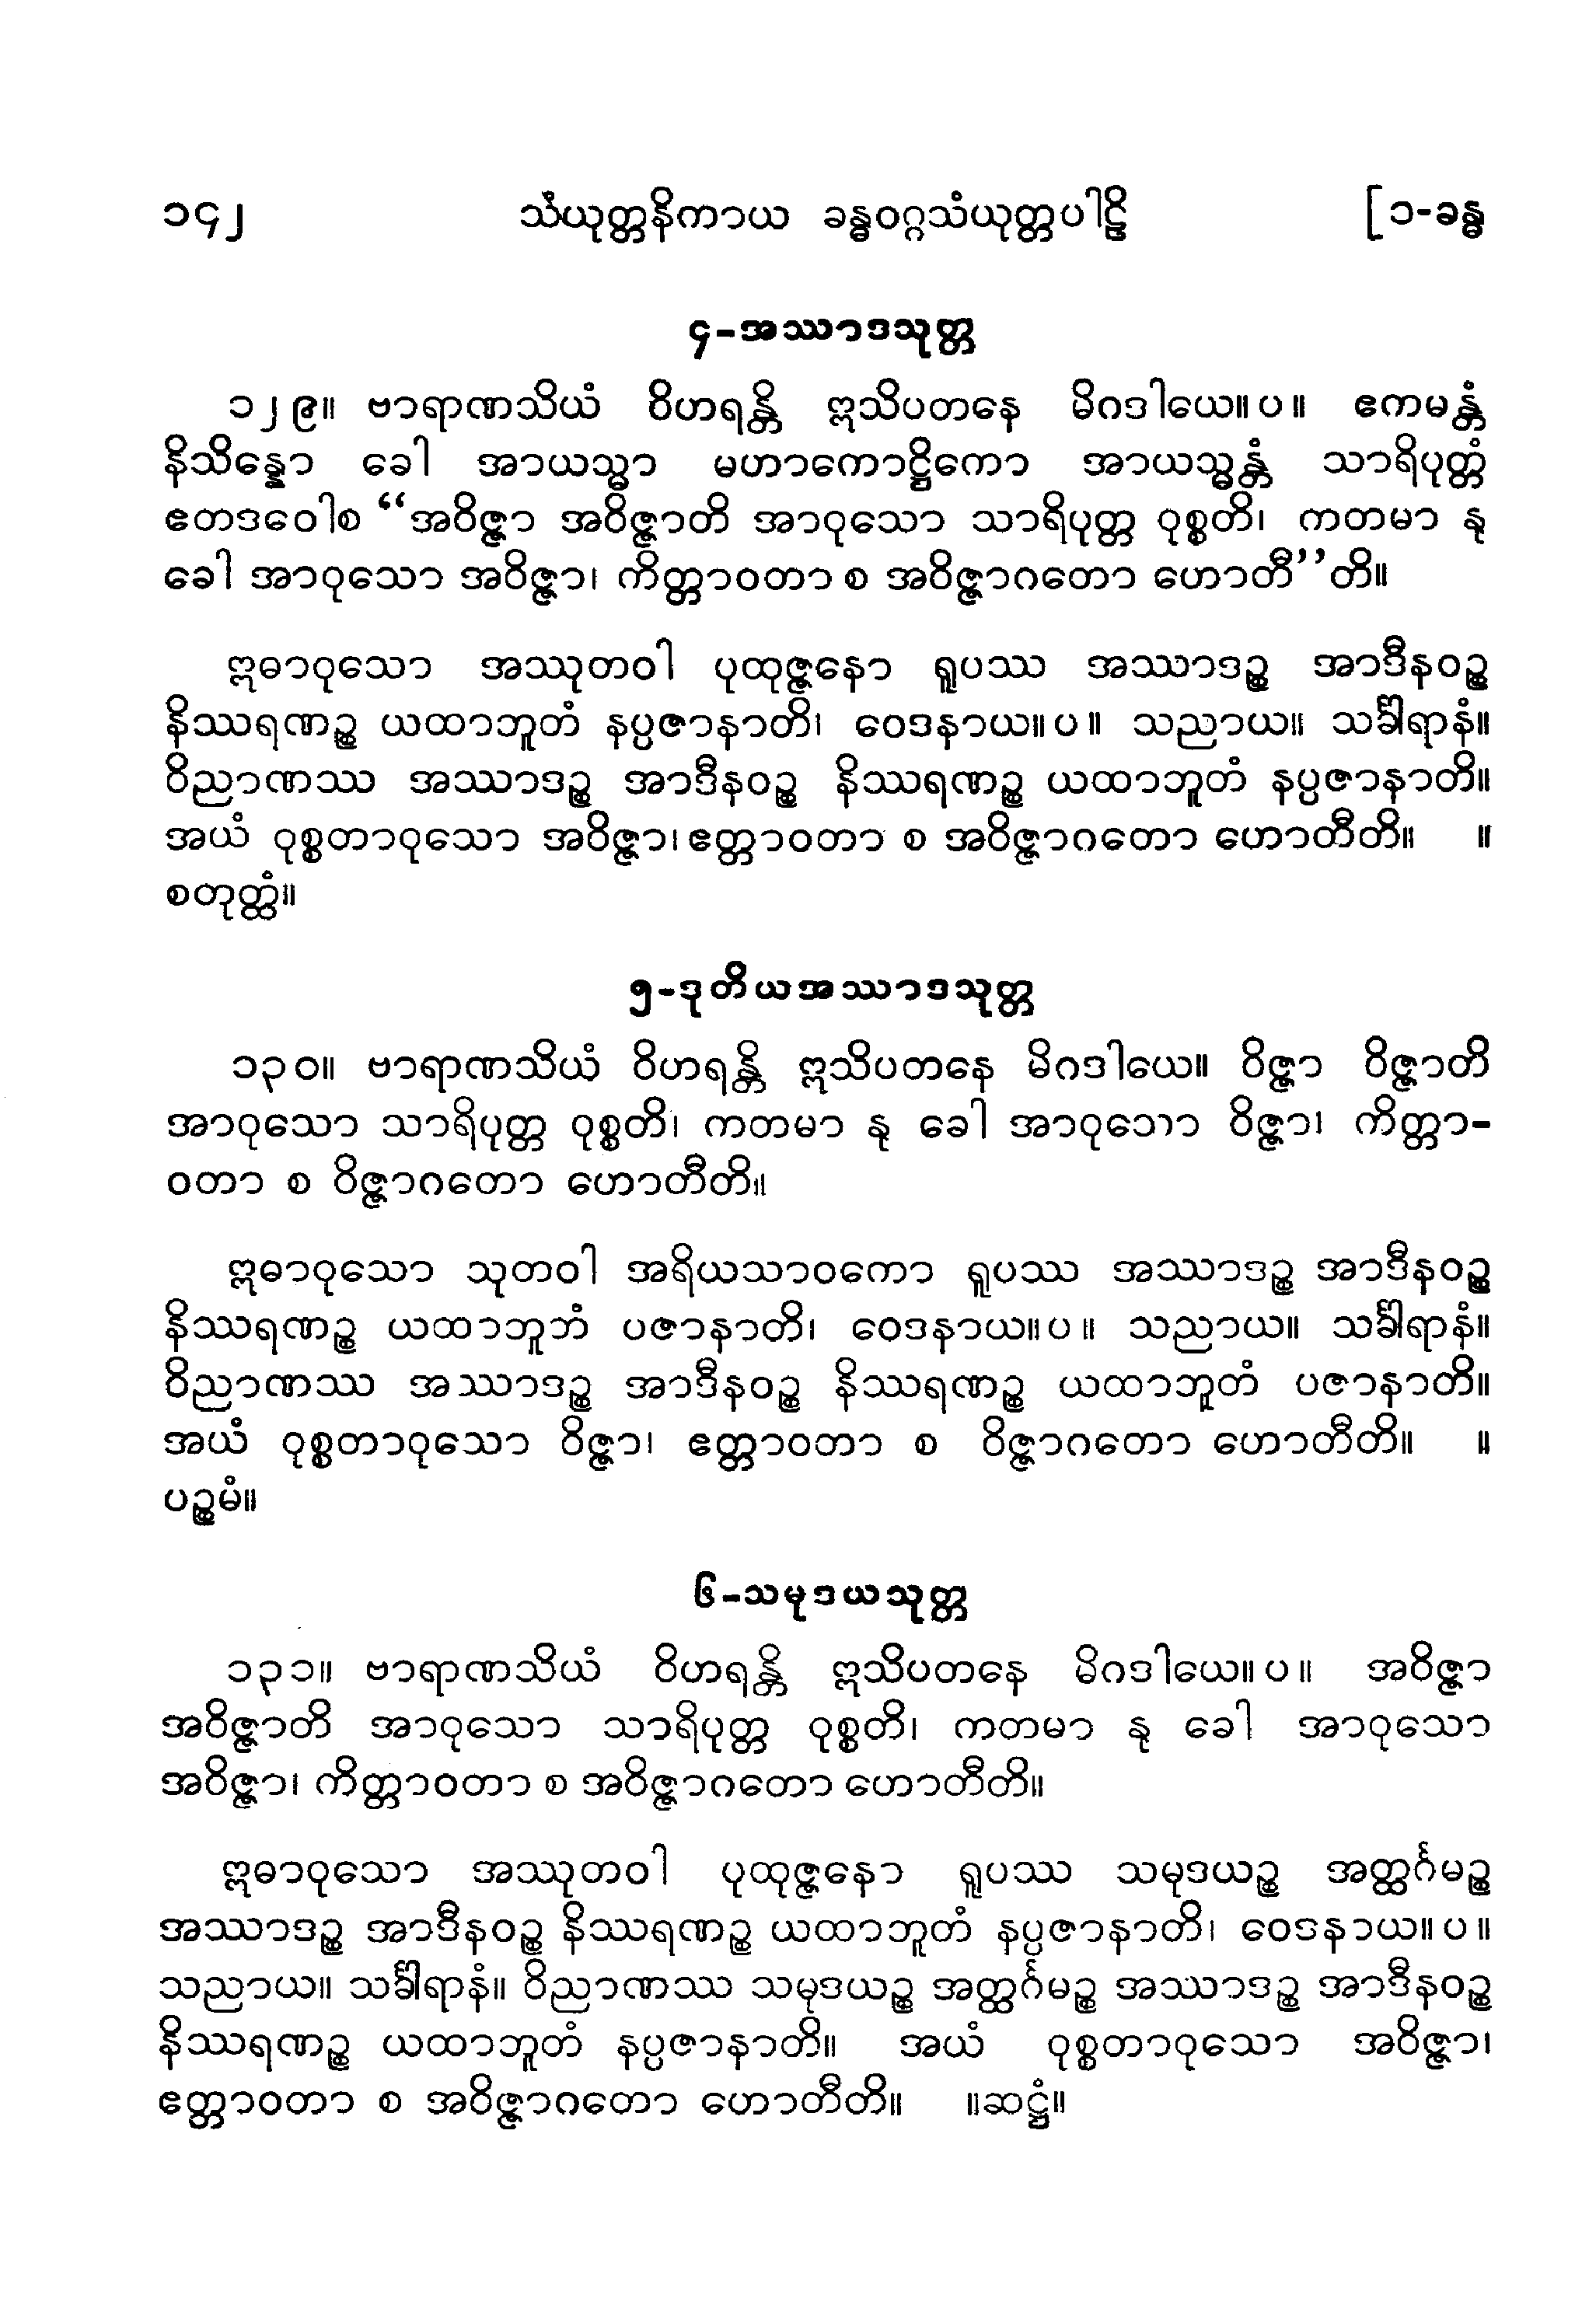 ၁၄၂ သံယုတ္တနိကာယ ခန္ဓဝဂ္ဂသံယုတ္တပါဠိ [၁-ခန္ဓ
၄-အဿာဒသုတ္တ
၁၂၉။ ဗာရာဏသိယံ ဝိဟရန္တိ ဣသိပတနေ မိဂဒါယေ။ပ။ ဧကမန္တံ
နိသိန္နော ခေါ အာယသ္မာ မဟာကောဋ္ဌိကော အာယသ္မန္တံ သာရိပုတ္တံ
ဧတဒဝေါစ “အဝိဇ္ဇာ အဝိဇ္ဇာတိ အာဝုသော သာရိပုတ္တ ဝုစ္စတိ၊ ကတမာ နု
ခေါ အာဝုသော အဝိဇ္ဇာ၊ ကိတ္တာဝတာ စ အဝိဇ္ဇာဂတော ဟောတီ”တိ။
ဣဓာဝုသော အဿုတဝါ ပုထုဇ္ဇနော ရူပဿ အဿာဒဉ္စ အာဒီနဝဉ္စ
နိဿရဏဉ္စ ယထာဘူတံ နပ္ပဇာနာတိ၊ ဝေဒနာယ။ပ။ သညာယ။ သင်္ခါရာနံ။
ဝိညာဏဿ အဿာဒဉ္စ အာဒီနဝဉ္စ နိဿရဏဉ္စ ယထာဘူတံ နပ္ပဇာနာတိ။
အယံ ဝုစ္စတာဝုသော အဝိဇ္ဇာ၊ဧတ္တာဝတာ စ အဝိဇ္ဇာဂတော ဟောတီတိ။ ။
စတုတ္ထံ။
၅-ဒုတိယအဿာဒသုတ္တ
၁၃၀။ ဗာရာဏသိယံ ဝိဟရန္တိ ဣသိပတနေ မိဂဒါယေ။ ဝိဇ္ဇာ ဝိဇ္ဇာတိ
အာဝုသော သာရိပုတ္တ ဝုစ္စတိ၊ ကတမာ နု ခေါ အာဝုသော ဝိဇ္ဇာ၊ ကိတ္တာ-
ဝတာ စ ဝိဇ္ဇာဂတော ဟောတီတိ။
ဣဓာဝုသော သုတဝါ အရိယသာဝကော ရူပဿ အဿာဒဉ္စ အာဒီနဝဉ္စ
နိဿရဏဉ္စ ယထာဘူဘံ ပဇာနာတိ၊ ဝေဒနာယ။ပ။ သညာယ။ သင်္ခါရာနံ။
ဝိညာဏဿ အဿာဒဉ္စ အာဒီနဝဉ္စ နိဿရဏဉ္စ ယထာဘူတံ ပဇာနာတိ။
အယံ ဝုစ္စတာဝုသော ဝိဇ္ဇာ၊ ဧတ္တာဝတာ စ ဝိဇ္ဇာဂတော ဟောတီတိ။ ။
ပဉ္စမံ။
၆-သမုဒယသုတ္တ
၁၃၁။ ဗာရာဏသိယံ ဝိဟရန္တိ ဣသိပတနေ မိဂဒါယေ။ပ။ အဝိဇ္ဇာ
အဝိဇ္ဇာတိ အာဝုသော သာရိပုတ္တ ဝုစ္စတိ၊ ကတမာ နု ခေါ အာဝုသော
အဝိဇ္ဇာ၊ ကိတ္တာဝတာ စ အဝိဇ္ဇာဂတော ဟောတီတိ။
ဣဓာဝုသော အဿုတဝါ ပုထုဇ္ဇနော ရူပဿ သမုဒယဉ္စ အတ္ထင်္ဂမဉ္စ
အဿာဒဉ္စ အာဒီနဝဉ္စ နိဿရဏဉ္စ ယထာဘူတံ နပ္ပဇာနာတိ၊ ဝေဒနာယ။ပ။
သညာယ။ သင်္ခါရာနံ။ ဝိညာဏဿ သမုဒယဉ္စ အတ္ထင်္ဂမဉ္စ အဿာဒဉ္စ အာဒီနဝဉ္စ
နိဿရဏဉ္စ ယထာဘူတံ နပ္ပဇာနာတိ။ အယံ ဝုစ္စတာဝုသော အဝိဇ္ဇာ၊
ဧတ္တာဝတာ စ အဝိဇ္ဇာဂတော ဟောတီတိ။ ။ဆဋ္ဌံ။